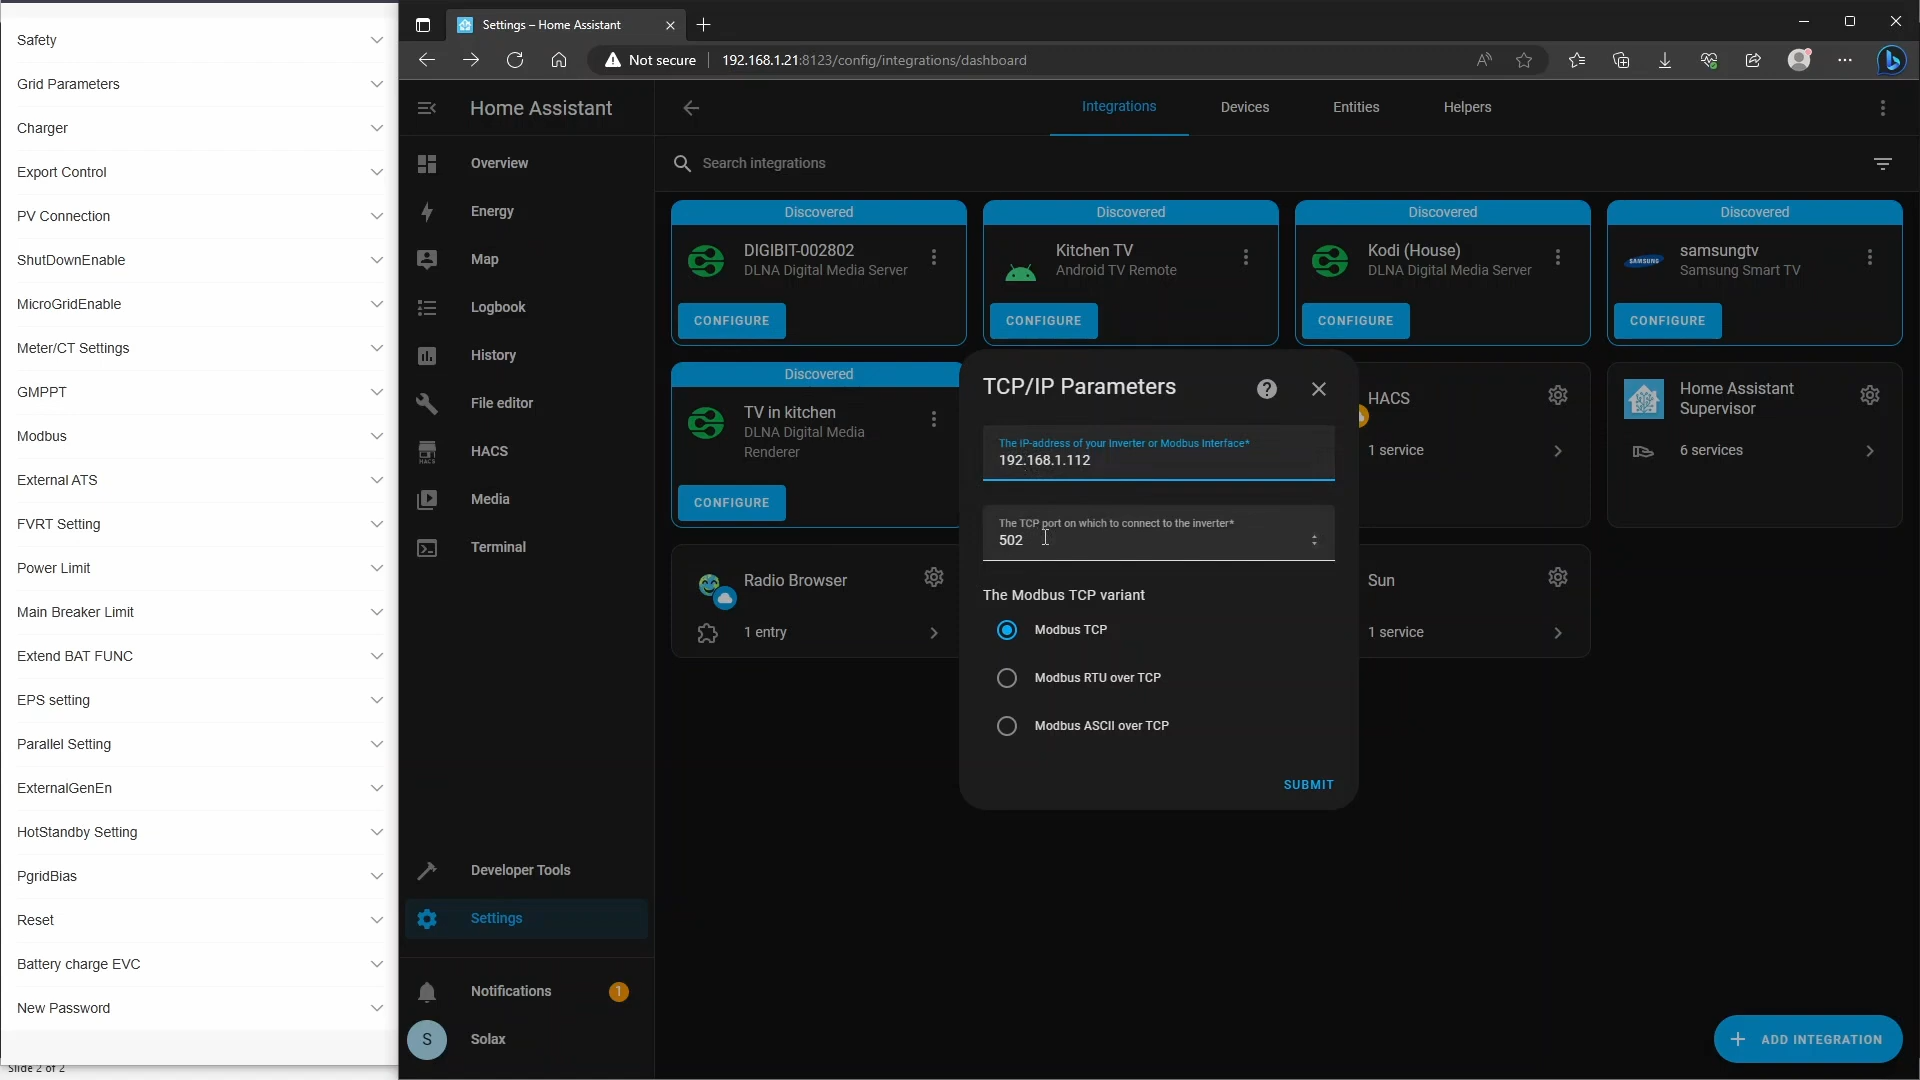 Safety
Grid Parameters
Charger
Export Control
PV Connection
ShutDownEnable
MicroGridEnable
Meter/CT Settings
GMPPT
Modbus
External ATS
FVRT Setting
Power Limit
Main Breaker Limit
Extend BAT FUNC
EPS setting
Parallel Setting
ExternalGenEn
HotStandby Setting
PgridBias
Reset
Battery charge EVC
New Password
Slide 2 of 2
Settings – Home Assistant
Not secure
192.168.1.21:8123/config/integrations/dashboard
Home Assistant
Overview
Energy
Map
Logbook
History
File editor
HACS
HACS
Media
Terminal
Developer Tools
Settings
Notifications
1
S
Solax
Integrations
Devices
Entities
Helpers
Search integrations
Discovered
DIGIBIT-002802
DLNA Digital Media Server
CONFIGURE
Discovered
Kitchen TV
Android TV Remote
CONFIGURE
Discovered
Kodi (House)
DLNA Digital Media Server
CONFIGURE
Discovered
SAMSUNG
samsungtv
Samsung Smart TV
CONFIGURE
Discovered
TV in kitchen
DLNA Digital Media
Renderer
CONFIGURE
HACS
1 service
Home Assistant
Supervisor
6 services
Radio Browser
1 entry
Sun
1 service
TCP/IP Parameters
The IP-address of your Inverter or Modbus Interface*
192.168.1.112
The TCP port on which to connect to the inverter*
502
The Modbus TCP variant
Modbus TCP
Modbus RTU over TCP
Modbus ASCII over TCP
SUBMIT
ADD INTEGRATION